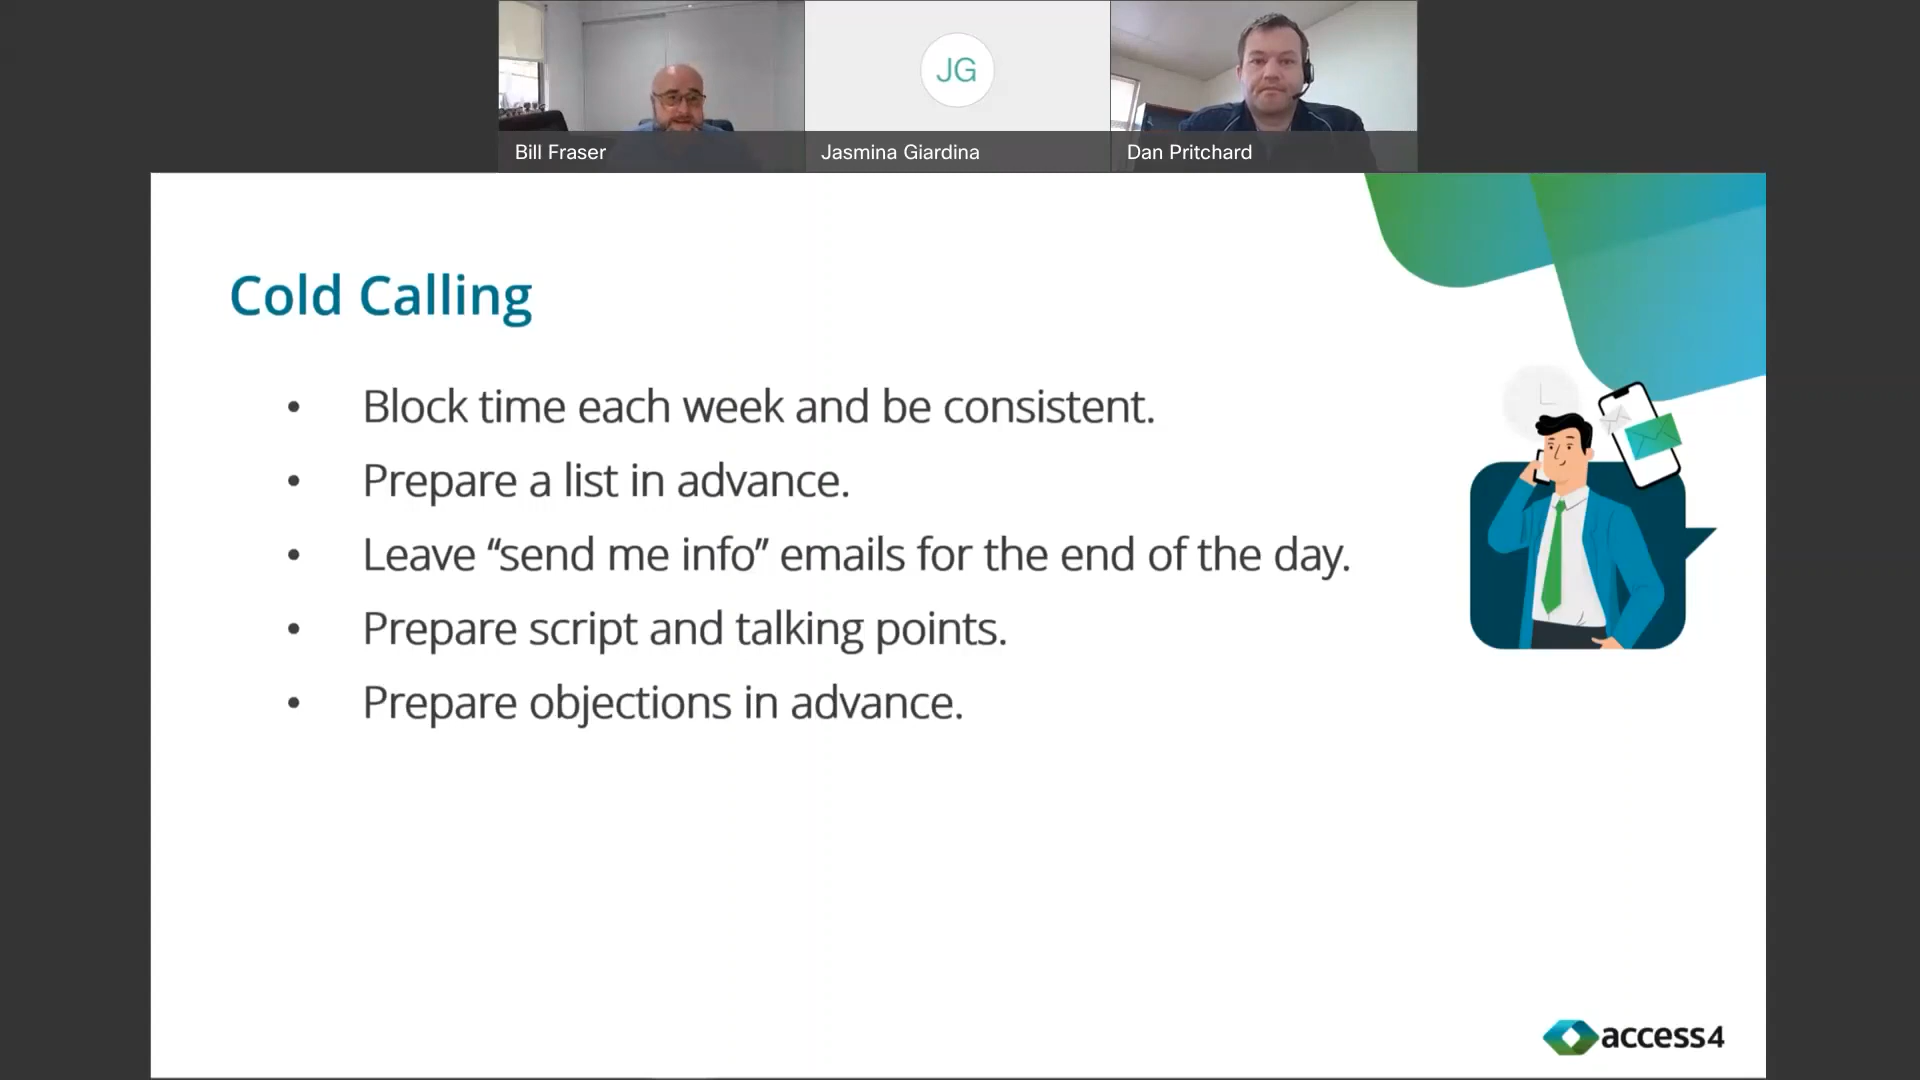 JG
Bill Fraser
Jasmina Giardina
Dan Pritchard
Cold Calling
• Block time each week and be consistent.
• Prepare a list in advance.
• Leave “send me info” emails for the end of the day.
• Prepare script and talking points.
• Prepare objections in advance.
access4